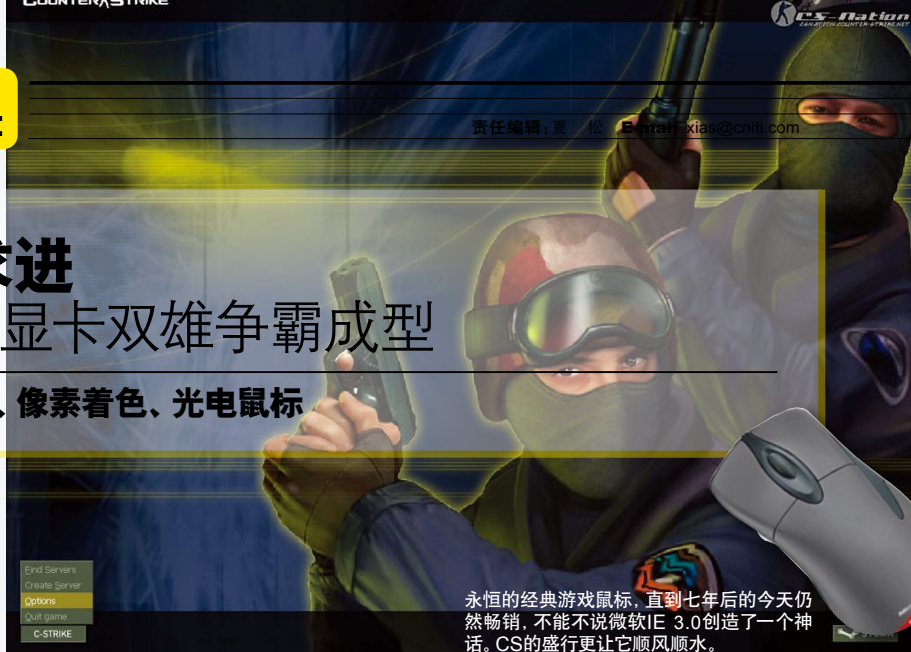 COUNTER STRIKE
CS-Nation
责任编辑:夏 松 E-mail xias@cniti.com
进
显卡双雄争霸成型
、像素着色、光电鼠标
Find Servers
Create Server
Options
Quit game
C-STRIKE
永恒的经典游戏鼠标,直到七年后的今天仍
然畅销,不能不说微软IE 3.0创造了一个神
话。CS的盛行更让它顺风顺水。